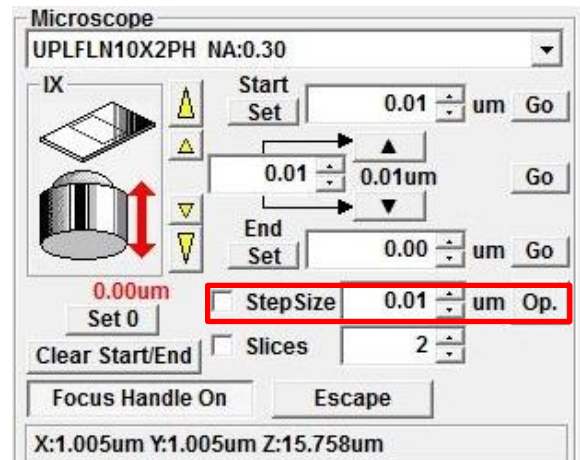 Microscope
UPLFLN10X2PH NA:0.30
IX
Start
Set 0.01 um Go
0.01 0.01um Go
End
Set 0.00 um Go
0.00um
StepSize 0.01 um Op.
Set 0
Slices 2
Clear Start/End
Focus Handle On Escape
X:1.005um Y:1.005um Z:15.758um